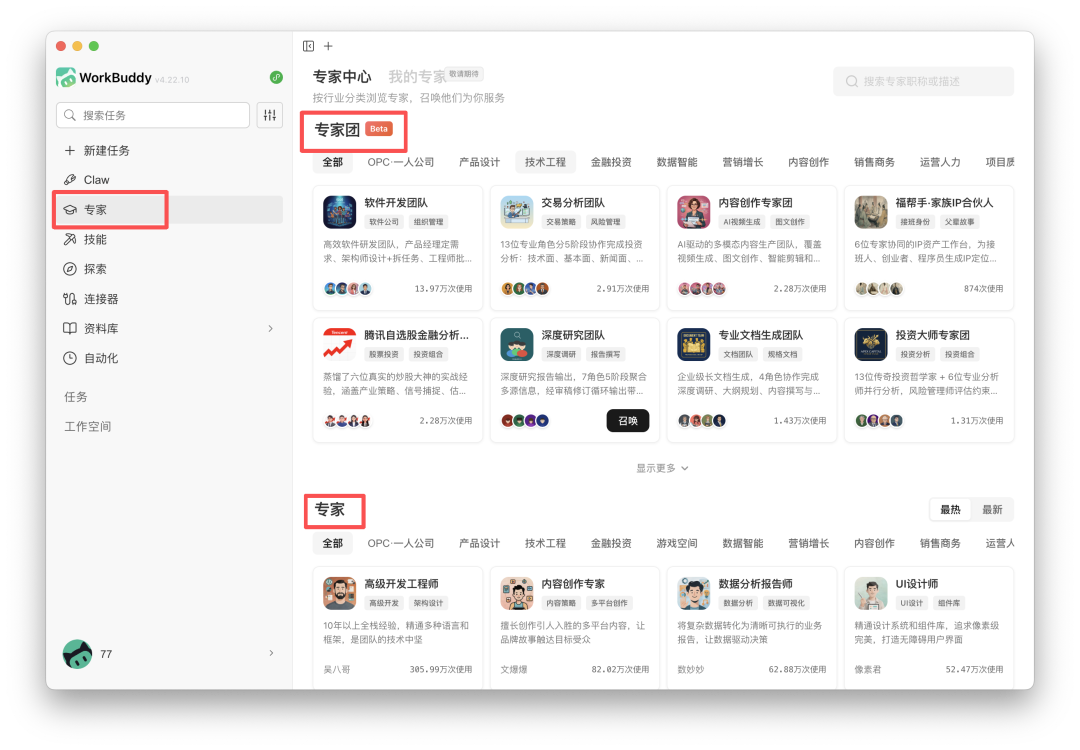 WorkBuddy v4.22.10
搜索任务
新建任务
Claw
专家
技能
探索
连接器
资料库
自动化
任务
工作空间
77
专家中心 我的专家 敬请期待
搜索专家职称或描述
按行业分类浏览专家，召唤他们为你服务
专家团 Beta
全部 OPC·一人公司 产品设计 技术工程 金融投资 数据智能 营销增长 内容创作 销售商务 运营人力 项目质
软件开发团队
软件公司 组织管理
高效软件研发团队，产品经理定需
求、架构师设计+拆任务、工程师批...
13.97万次使用
交易分析团队
交易策略 风险管理
13位专业角色分5阶段协作完成投资
分析：技术面、基本面、新闻面、...
2.91万次使用
内容创作专家团
AI视频生成 图文创作
AI驱动的多模态内容生产团队，覆盖
视频生成、图文创作、智能剪辑和...
2.28万次使用
福帮手·家族IP合伙人
接班身份 父辈故事
6位专家协同的IP资产工作台，为接
班人、创业者、程序员生成IP定位...
874次使用
腾讯自选股金融分析...
股票投资 投资组合
蒸馏了六位真实的炒股大神的实战经
验，涵盖产业策略、信号捕捉、估...
2.28万次使用
深度研究团队
深度调研 报告撰写
深度研究报告输出，7角色5阶段聚合
多源信息，经审稿修订循环输出带...
召唤
专业文档生成团队
文档团队 规格文档
企业级长文档生成，4角色协作完成
深度调研、大纲规划、内容撰写与...
1.43万次使用
投资大师专家团
投资分析 投资组合
13位传奇投资哲学家 + 6位专业分析
师并行分析，风险管理师评估约束...
1.31万次使用
显示更多
专家
最热 最新
全部 OPC·一人公司 产品设计 技术工程 金融投资 游戏空间 数据智能 营销增长 内容创作 销售商务 运营人
高级开发工程师
高级开发 架构设计
10年以上全栈经验，精通多种语言和
框架，是团队的技术中坚
吴八哥 305.99万次使用
内容创作专家
内容策略 多平台创作
擅长创作引人入胜的多平台内容，让
品牌故事触达目标受众
文爆爆 82.02万次使用
数据分析报告师
数据分析 数据可视化
将复杂数据转化为清晰可执行的业务
报告，让数据驱动决策
数妙妙 62.88万次使用
UI设计师
UI设计 组件库
精通设计系统和组件库，追求像素级
完美，打造无障碍用户界面
像素君 52.47万次使用